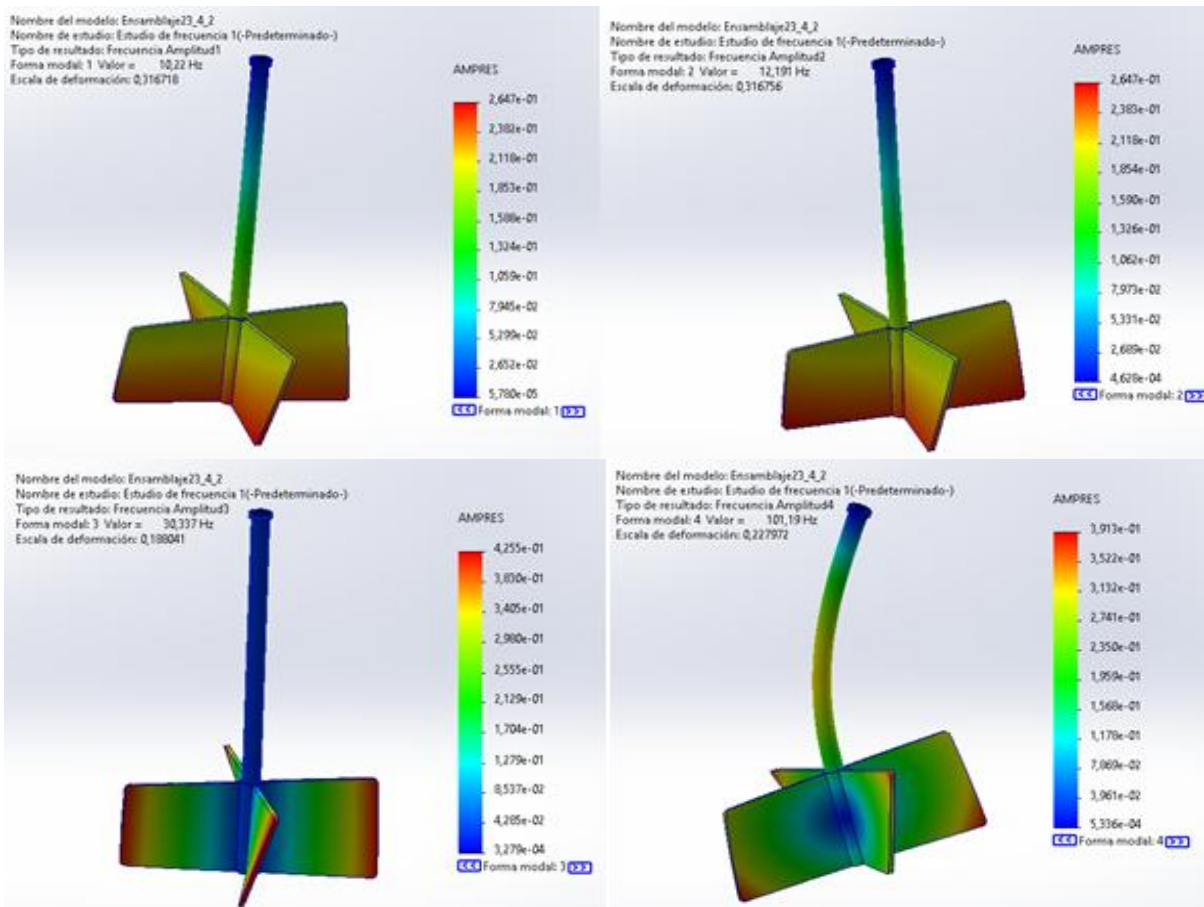 Nombre del modelo: Ensamblaje23_4_2
Nombre de estudio: Estudio de frecuencia 1(-Predeterminado-)
Tipo de resultado: Frecuencia Amplitud1
Forma modal: 1 Valor = 10,22 Hz
Escala de deformación: 0,316718
AMPRES
2,647e-01
2,382e-01
2,118e-01
1,853e-01
1,588e-01
1,324e-01
1,059e-01
7,945e-02
5,299e-02
2,652e-02
5,780e-05
<< Forma modal: 1 >>
Nombre del modelo: Ensamblaje23_4_2
Nombre de estudio: Estudio de frecuencia 1(-Predeterminado-)
Tipo de resultado: Frecuencia Amplitud2
Forma modal: 2 Valor = 12,191 Hz
Escala de deformación: 0,316756
AMPRES
2,647e-01
2,383e-01
2,118e-01
1,854e-01
1,590e-01
1,326e-01
1,062e-01
7,973e-02
5,331e-02
2,689e-02
4,628e-04
<< Forma modal: 2 >>
Nombre del modelo: Ensamblaje23_4_2
Nombre de estudio: Estudio de frecuencia 1(-Predeterminado-)
Tipo de resultado: Frecuencia Amplitud3
Forma modal: 3 Valor = 30,337 Hz
Escala de deformación: 0,188041
AMPRES
4,255e-01
3,830e-01
3,405e-01
2,980e-01
2,555e-01
2,129e-01
1,704e-01
1,279e-01
8,537e-02
4,285e-02
3,279e-04
<< Forma modal: 3 >>
Nombre del modelo: Ensamblaje23_4_2
Nombre de estudio: Estudio de frecuencia 1(-Predeterminado-)
Tipo de resultado: Frecuencia Amplitud4
Forma modal: 4 Valor = 101,19 Hz
Escala de deformación: 0,227972
AMPRES
3,913e-01
3,522e-01
3,132e-01
2,741e-01
2,350e-01
1,959e-01
1,568e-01
1,178e-01
7,869e-02
3,961e-02
5,336e-04
<< Forma modal: 4 >>